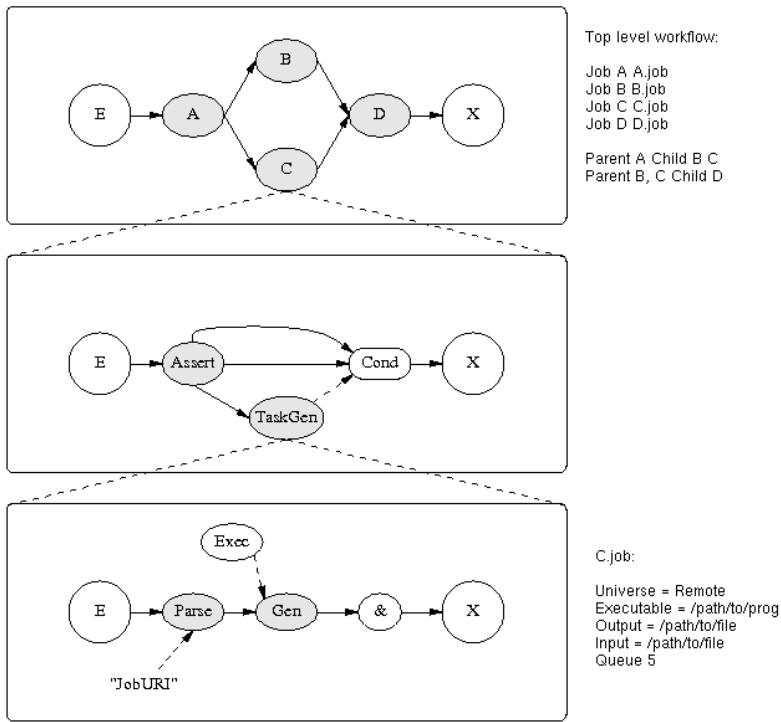 Top level workflow:
Job A A.job
Job B B.job
Job C C.job
Job D D.job
Parent A Child B C
Parent B, C Child D
E
A
B
C
D
X
E
Assert
Cond
X
TaskGen
Exec
E
Parse
Gen
&
X
"JobURI"
C.job:
Universe = Remote
Executable = /path/to/prog
Output = /path/to/file
Input = /path/to/file
Queue 5